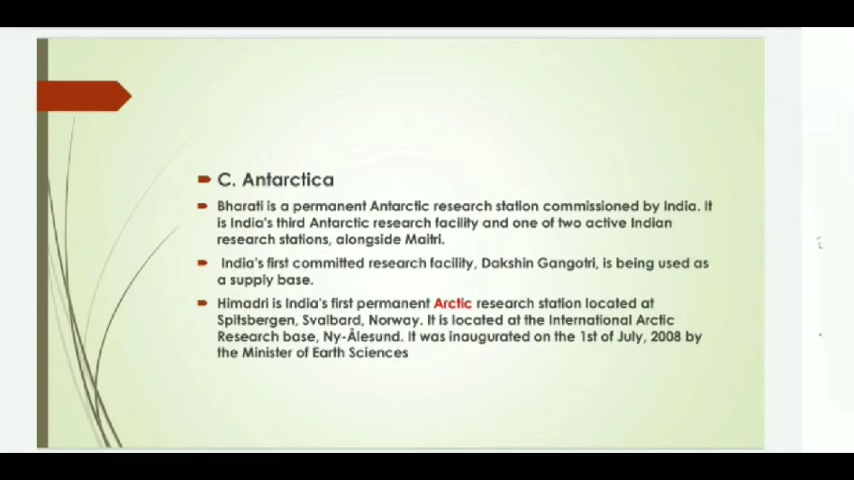 C. Antarctica
Bharati is a permanent Antarctic research station commissioned by India. It
is India's third Antarctic research facility and one of two active Indian
research stations, alongside Maitri.
India's first committed research facility, Dakshin Gangotri, is being used as
a supply base.
Himadri is India's first permanent Arctic research station located at
Spitsbergen, Svalbard, Norway. It is located at the International Arctic
Research base, Ny-Ålesund. It was inaugurated on the 1st of July, 2008 by
the Minister of Earth Sciences